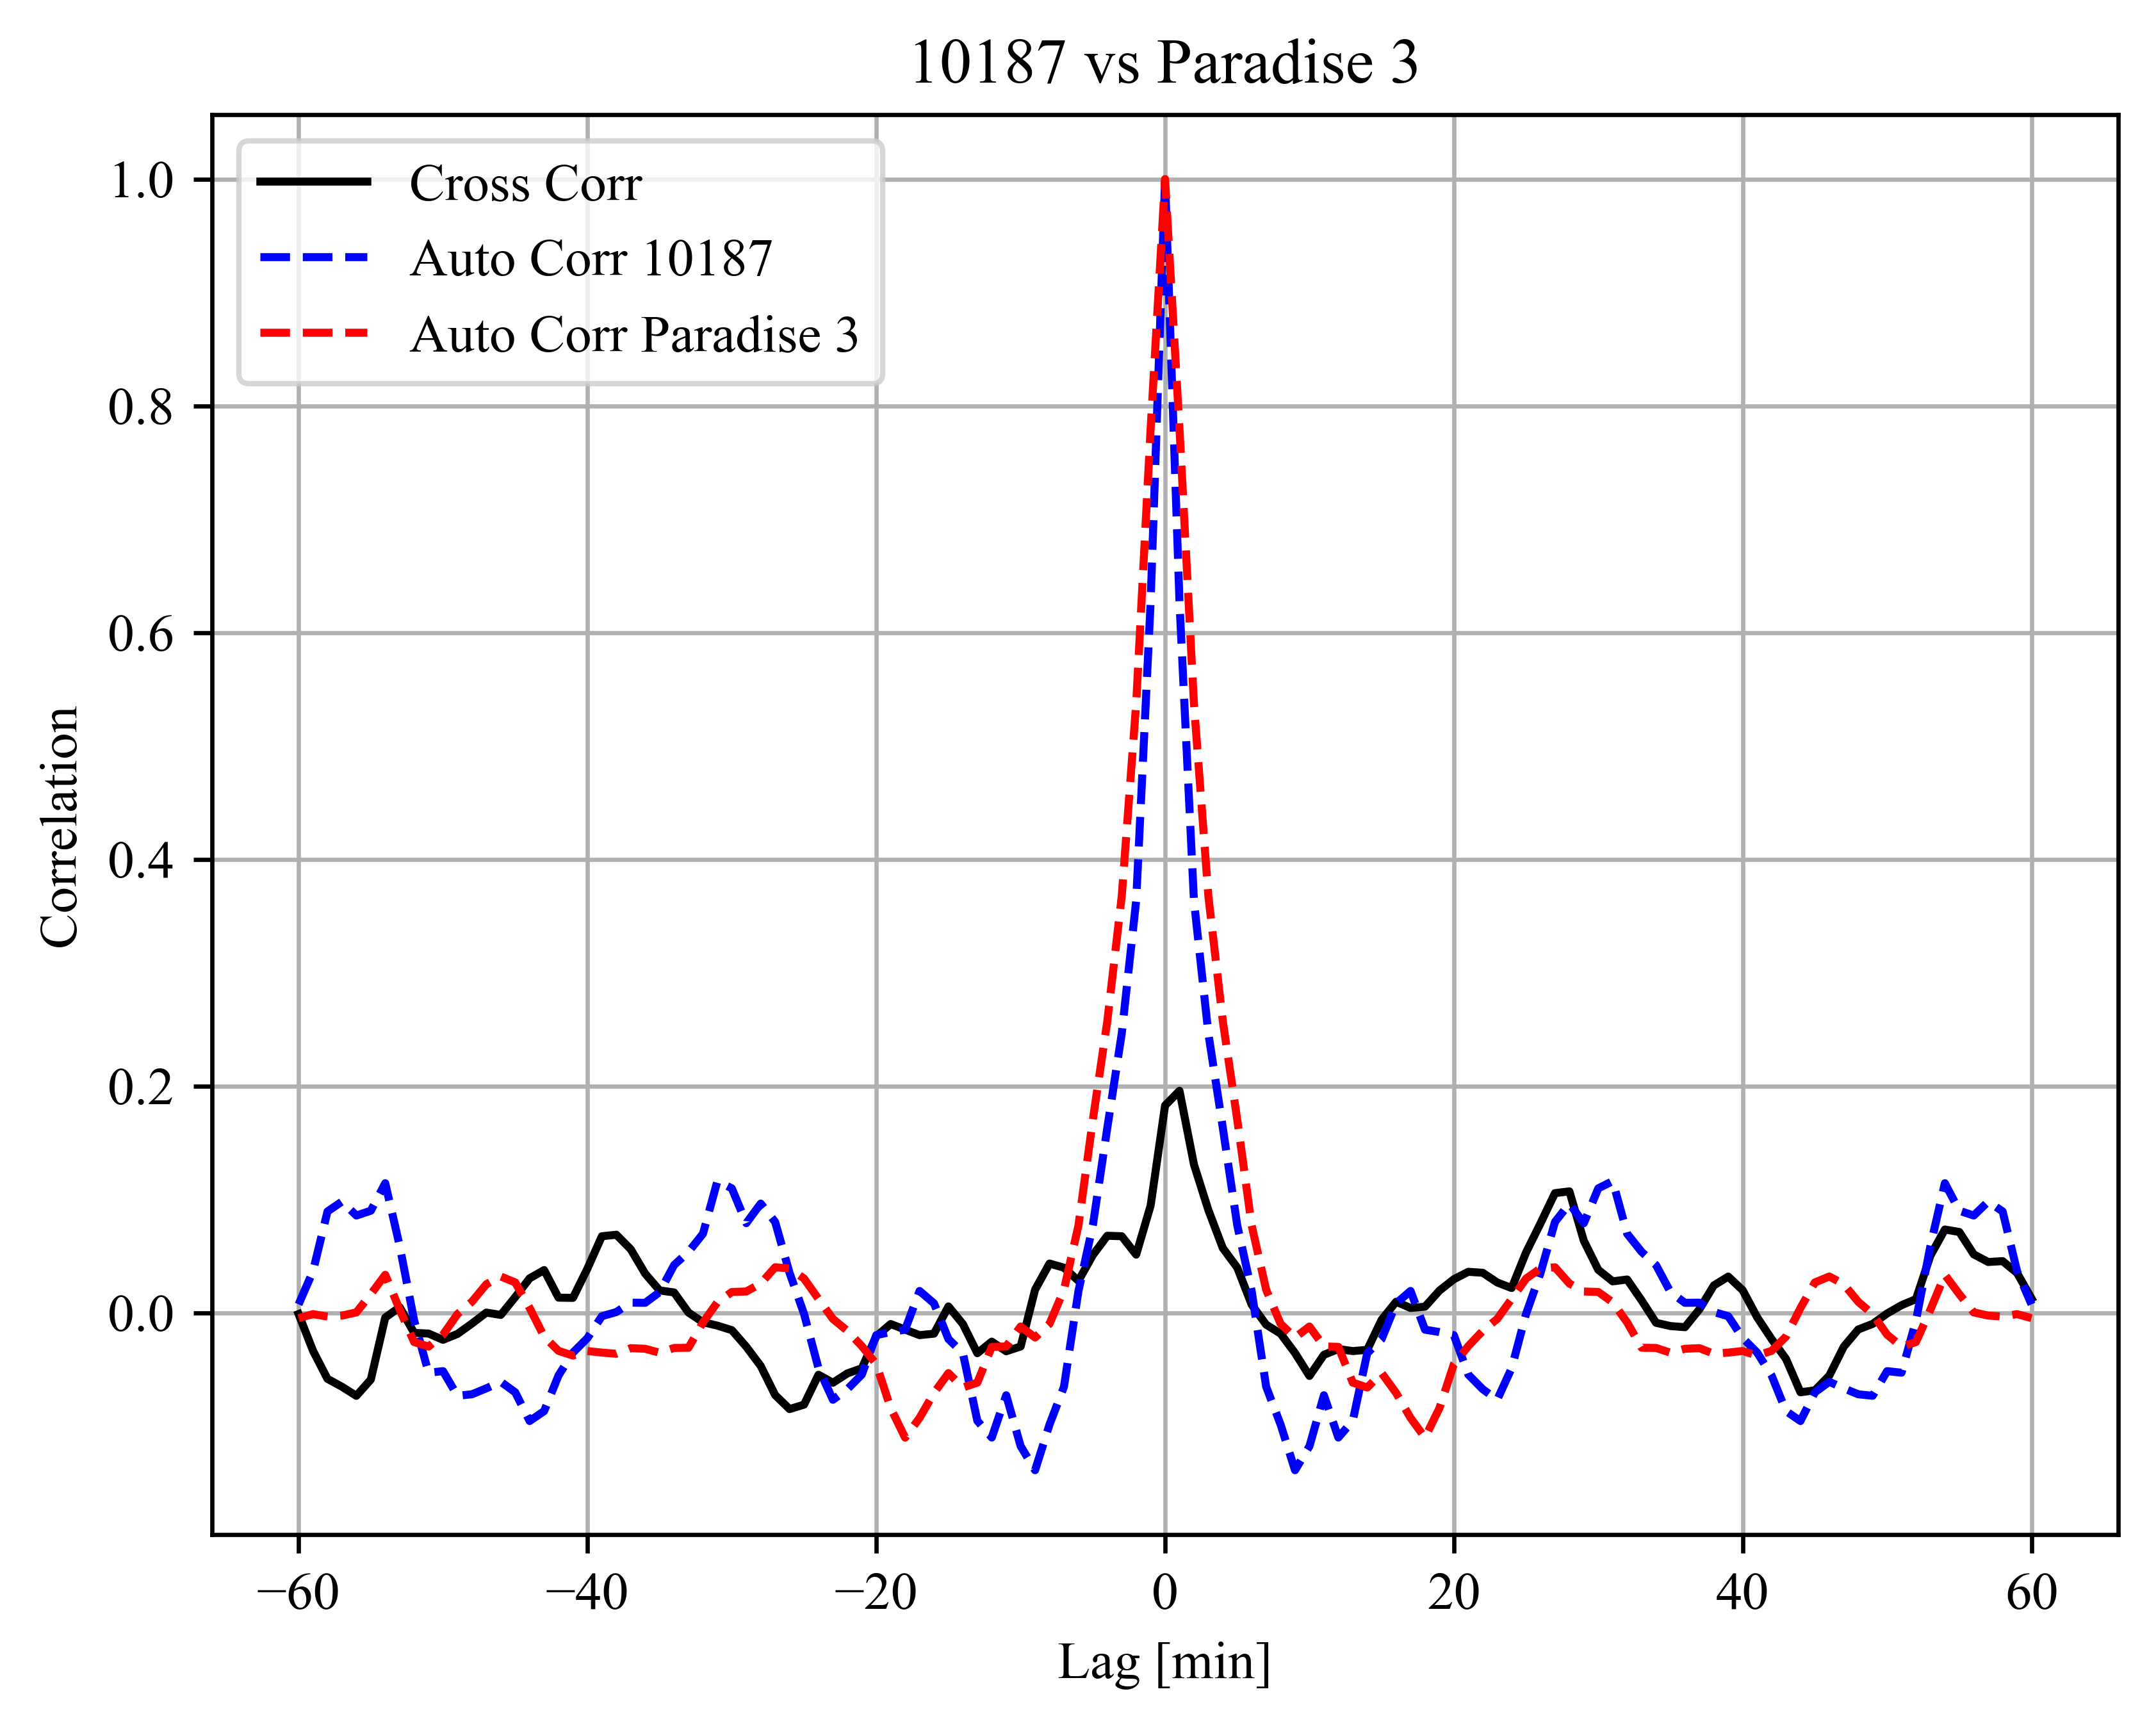 10187 vs Paradise 3
Cross Corr
Auto Corr 10187
Auto Corr Paradise 3
1.0
0.8
0.6
0.4
0.2
0.0
Correlation
−60 −40 −20 0 20 40 60
Lag [min]